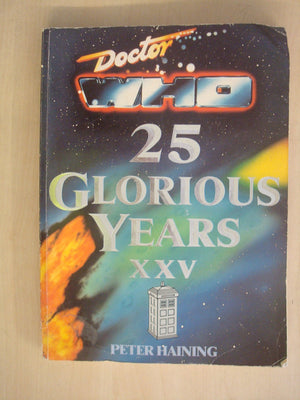 Doctor
WHO
25
GLORIOUS
YEARS
XXV
PETER HAINING